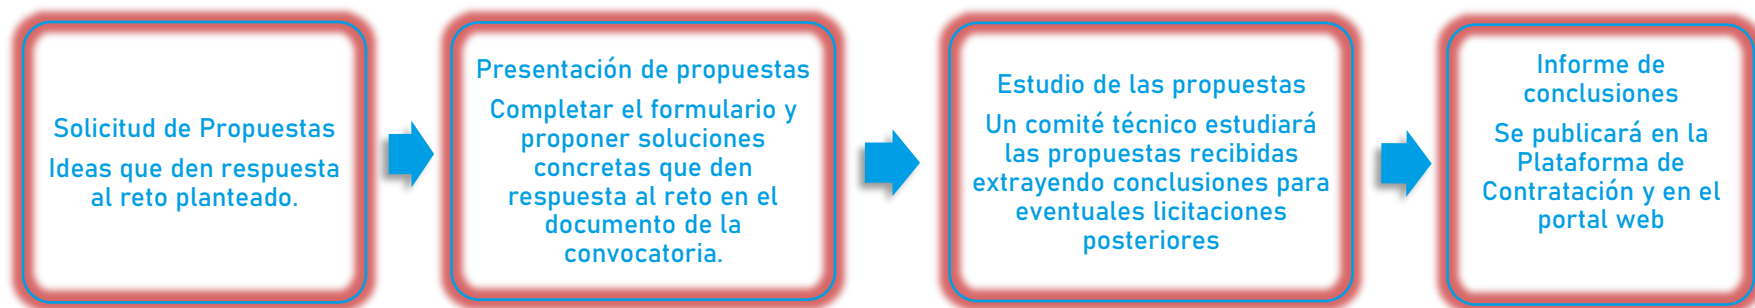 Solicitud de Propuestas
Ideas que den respuesta
al reto planteado.
Presentación de propuestas
Completar el formulario y
proponer soluciones
concretas que den
respuesta al reto en el
documento de la
convocatoria.
Estudio de las propuestas
Un comité técnico estudiará
las propuestas recibidas
extrayendo conclusiones para
eventuales licitaciones
posteriores
Informe de
conclusiones
Se publicará en la
Plataforma de
Contratación y en el
portal web